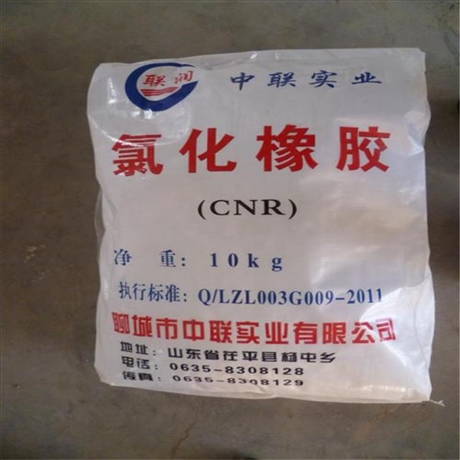 联润 中联实业
氯化橡胶
(CNR)
净 重: 10kg
执行标准: Q/LZL003G009-2011
聊城市中联实业有限公司
地址: 山东省茌平县杨屯乡
电话: 0635-8308128
传真: 0635-8308129